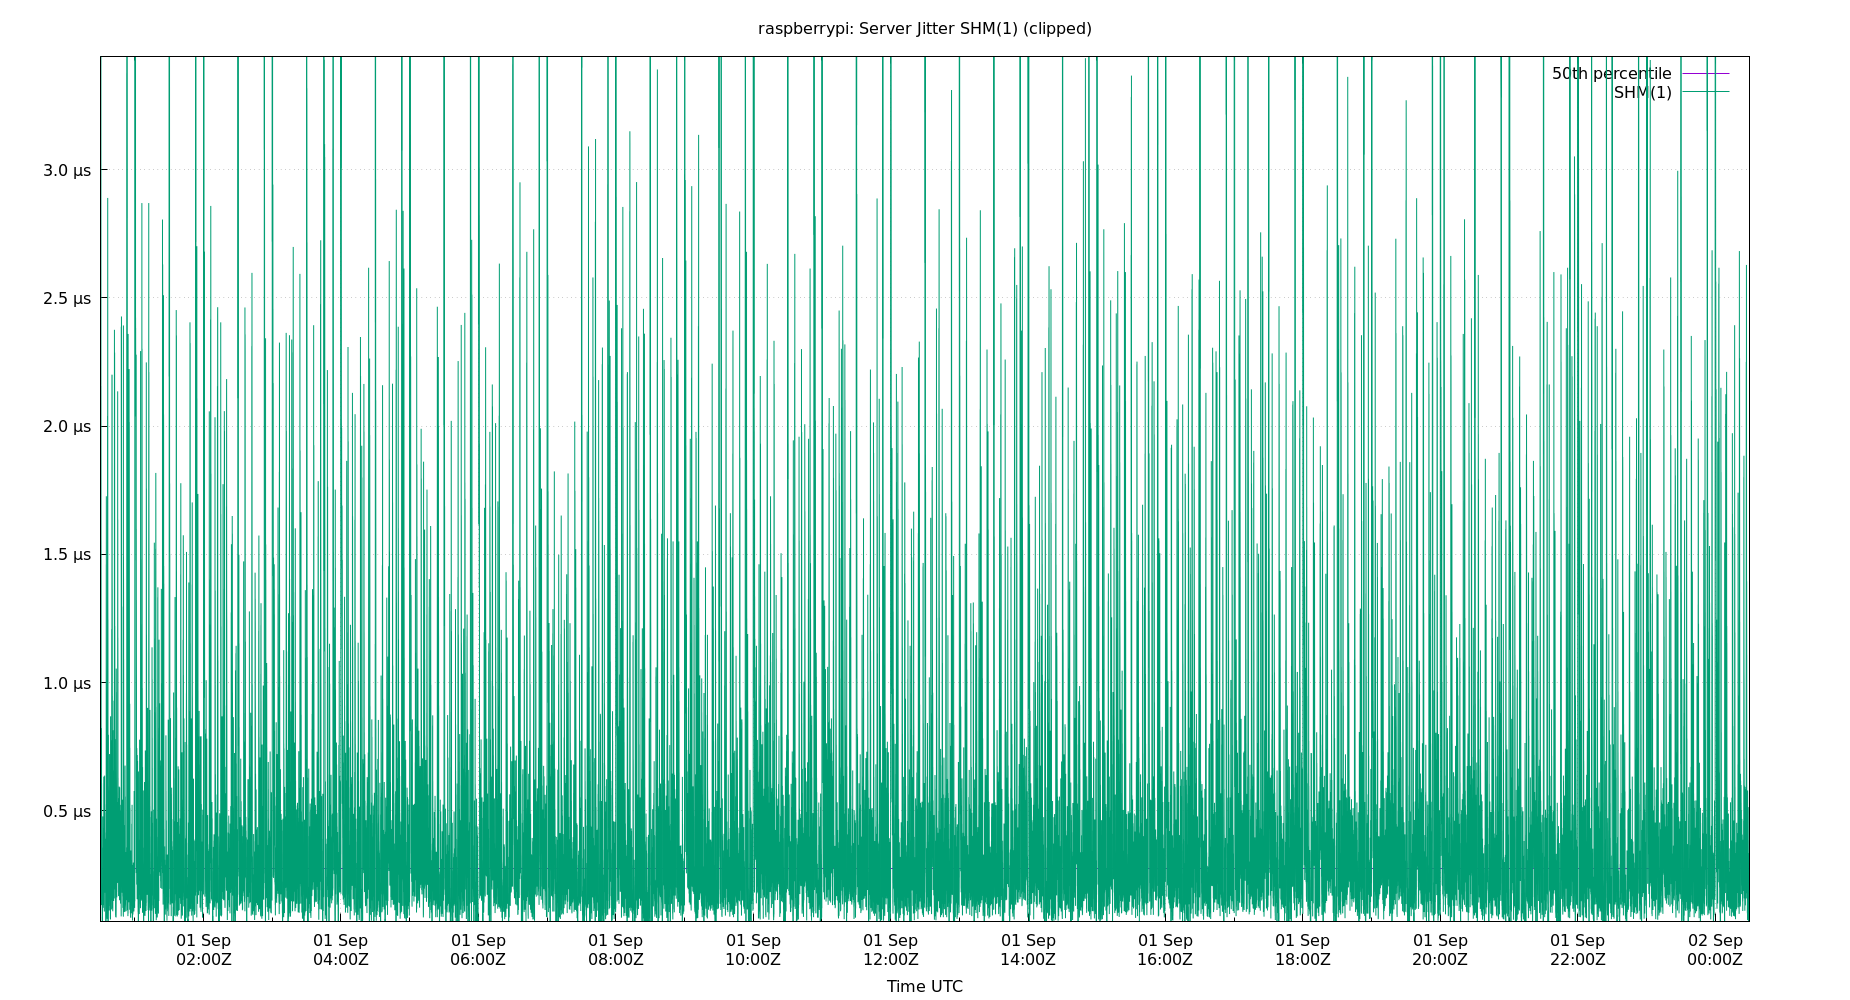 raspberrypi: Server Jitter SHM(1) (clipped)
50th percentile
SHM(1)
3.0 µs
2.5 µs
2.0 µs
1.5 µs
1.0 µs
0.5 µs
01 Sep 01 Sep 01 Sep 01 Sep 01 Sep 01 Sep 01 Sep 01 Sep 01 Sep 01 Sep 01 Sep 02 Sep
02:00Z 04:00Z 06:00Z 08:00Z 10:00Z 12:00Z 14:00Z 16:00Z 18:00Z 20:00Z 22:00Z 00:00Z
Time UTC